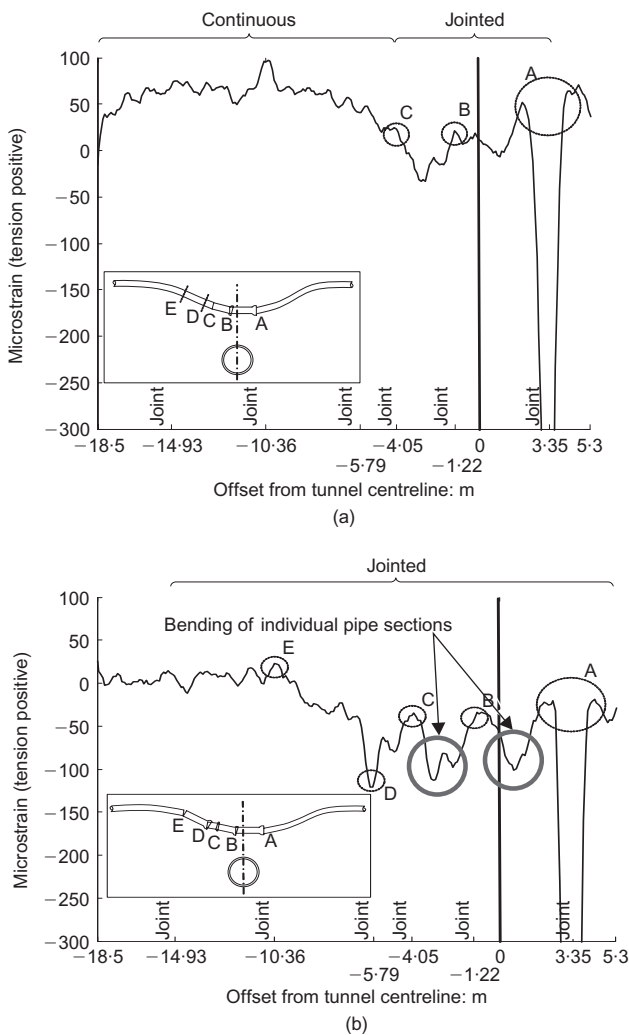 Continuous Jointed
100
50
0
−50
−100
−150
−200
−250
−300
Microstrain (tension positive)
A
B
C
E
D
C
B
A
Joint Joint Joint Joint Joint Joint
−18·5 −14·93 −10·36 −4·05 0 3·35 5·3
−5·79 −1·22
Offset from tunnel centreline: m
(a)
Jointed
100
50
0
−50
−100
−150
−200
−250
−300
Microstrain (tension positive)
Bending of individual pipe sections
E
A
C
B
D
E
D
C
B
A
Joint Joint Joint Joint Joint Joint
−18·5 −14·93 −10·36 −4·05 0 3·35 5·3
−5·79 −1·22
Offset from tunnel centreline: m
(b)